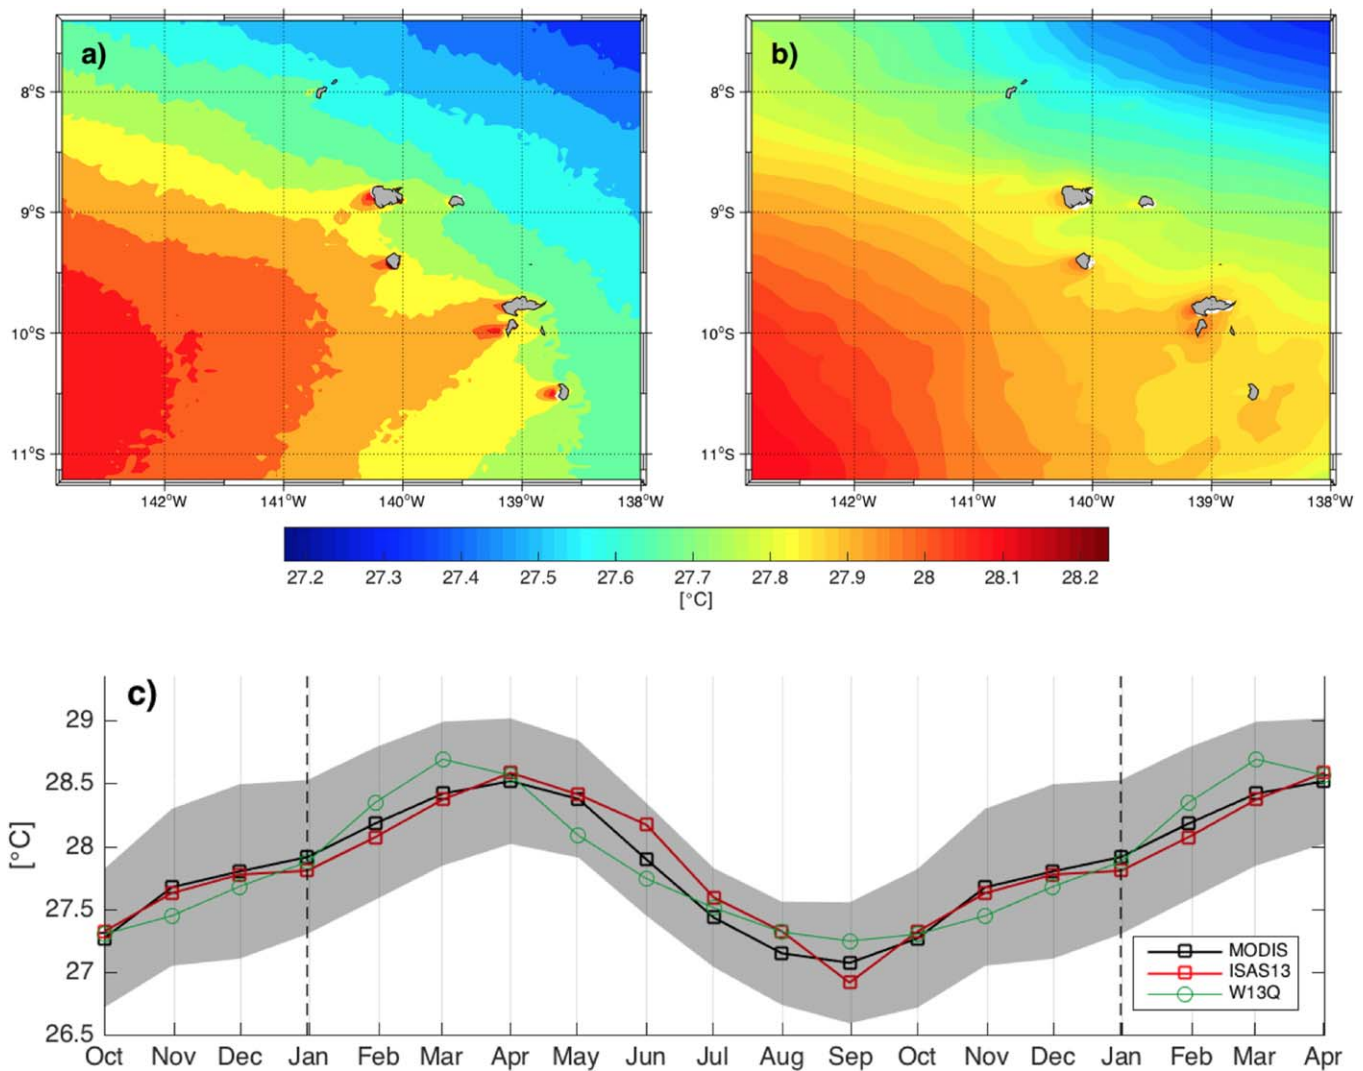 a)
b)
8°S
9°S
10°S
11°S
8°S
9°S
10°S
11°S
142°W 141°W 140°W 139°W 138°W
142°W 141°W 140°W 139°W 138°W
27.2 27.3 27.4 27.5 27.6 27.7 27.8 27.9 28 28.1 28.2
[°C]
c)
29
28.5
28
[°C]
27.5
27
26.5
MODIS
ISAS13
W13Q
Oct Nov Dec Jan Feb Mar Apr May Jun Jul Aug Sep Oct Nov Dec Jan Feb Mar Apr